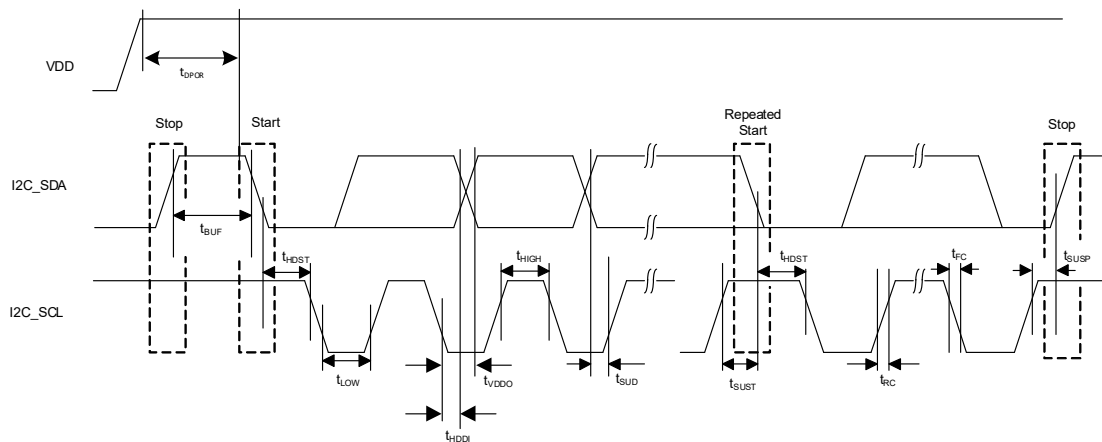 VDD
tDPOR
Stop
Start
Repeated
Start
Stop
I2C_SDA
tBUF
tHDST
tHIGH
tHDST
tFC
tSUSP
I2C_SCL
tLOW
tVDDO
tSUD
tSUST
tRC
tHDDI